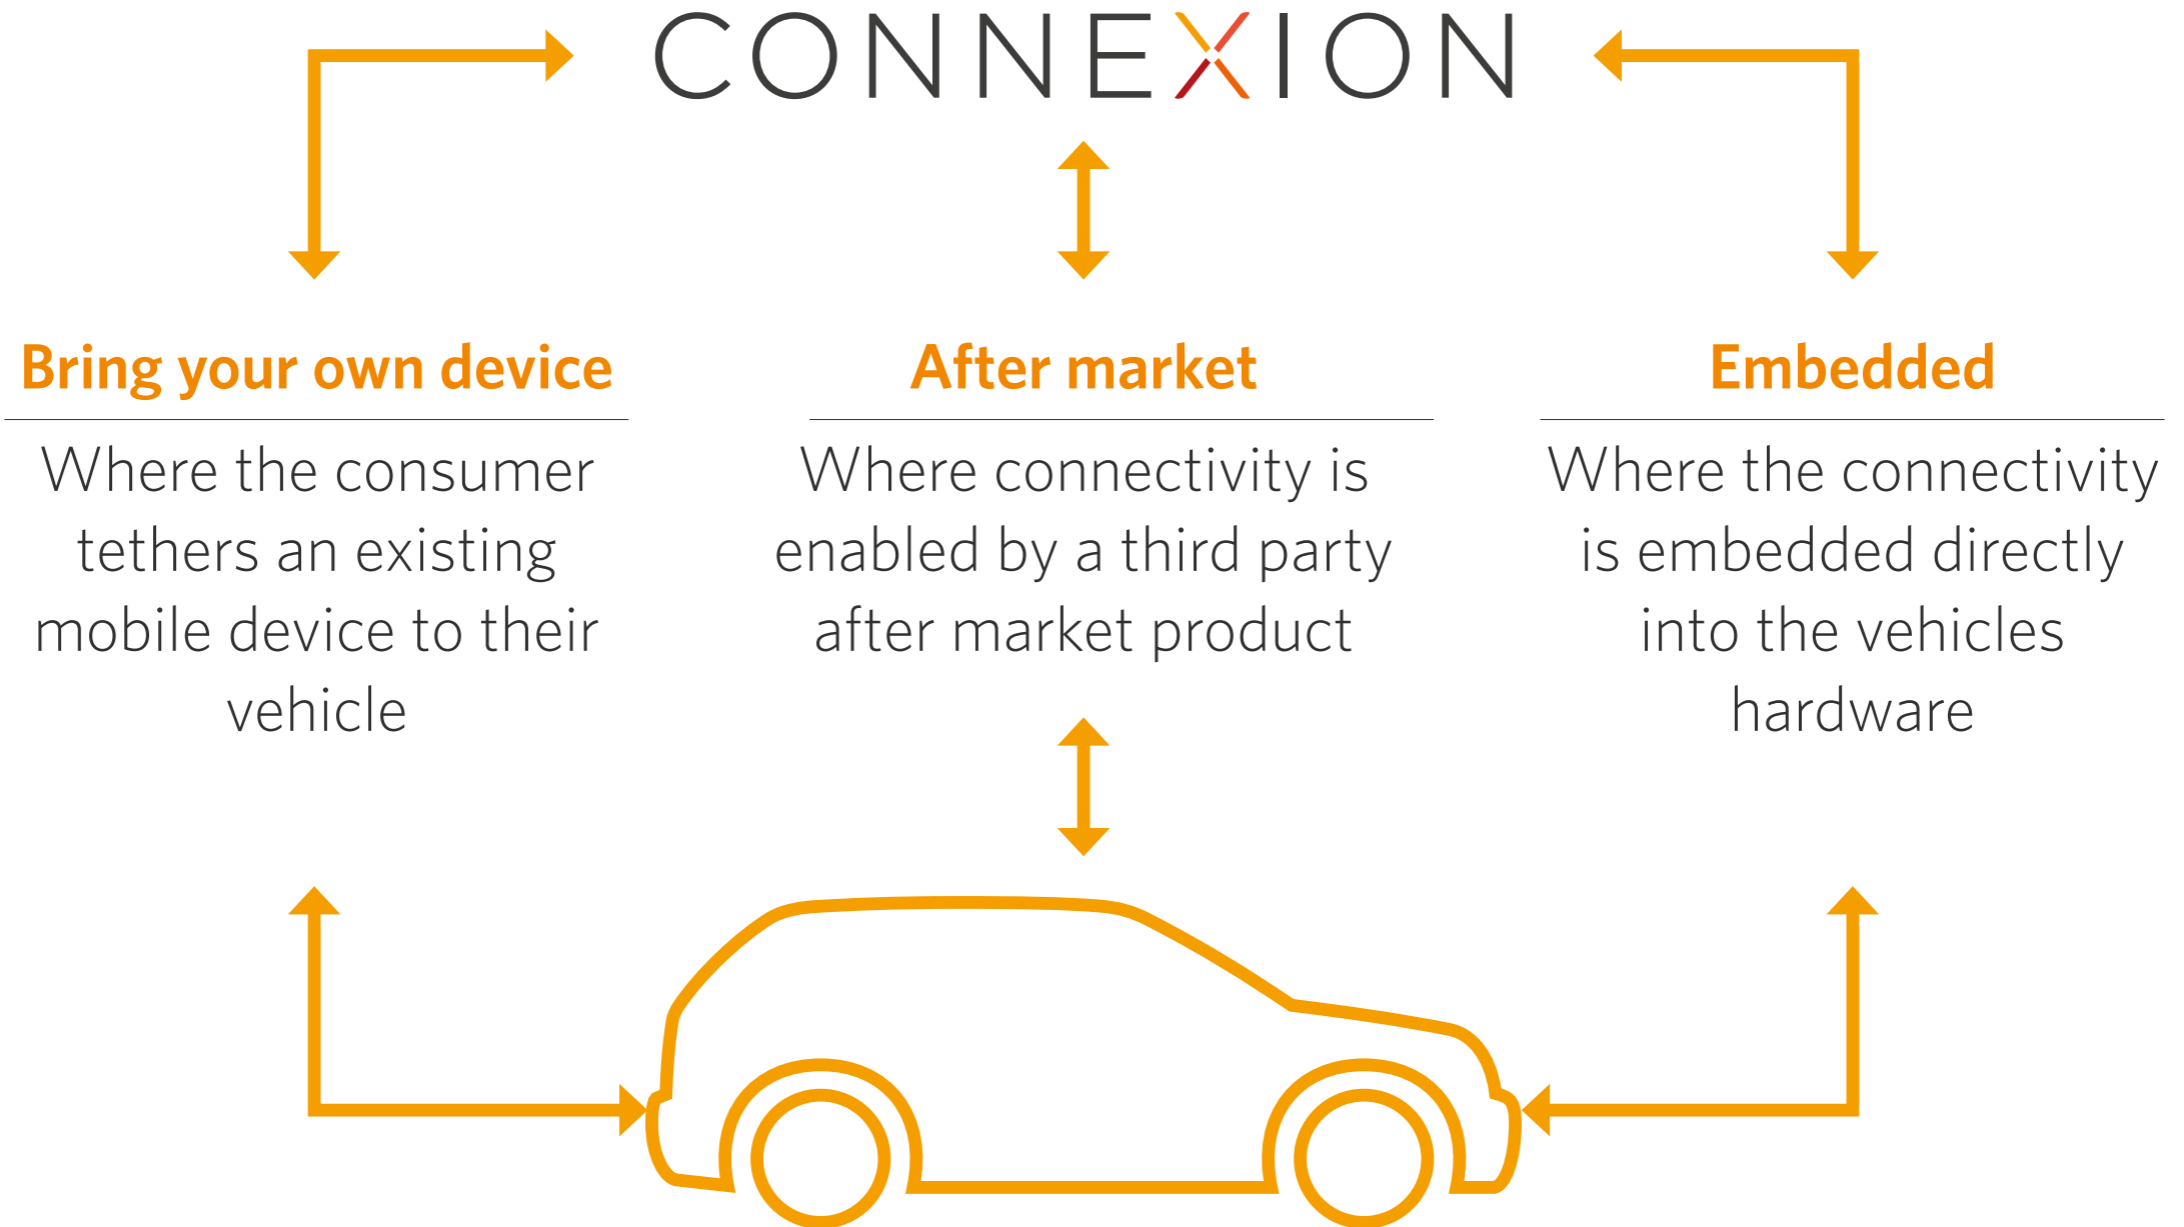 CONNEXION
Bring your own device
Where the consumer
tethers an existing
mobile device to their
vehicle
After market
Where connectivity is
enabled by a third party
after market product
Embedded
Where the connectivity
is embedded directly
into the vehicles
hardware